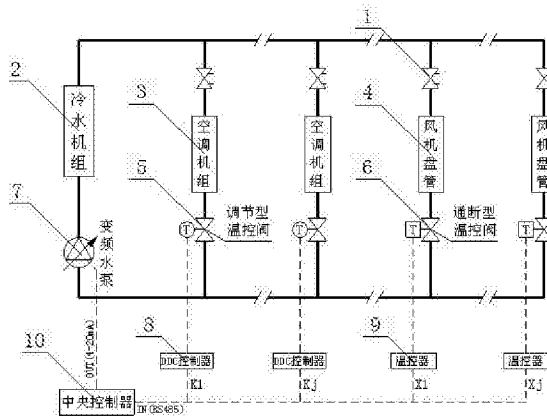 1
2
冷水机组
3
空调机组
空调机组
4
风机盘管
风机盘管
5
调节型
温控阀
6
通断型
温控阀
7
变频水泵
T
T
T
T
OUT(4-20mA)
8
DDC控制器
DDC控制器
9
温控器
温控器
K1
Kj
X1
Xj
10
中央控制器
IN(RS485)